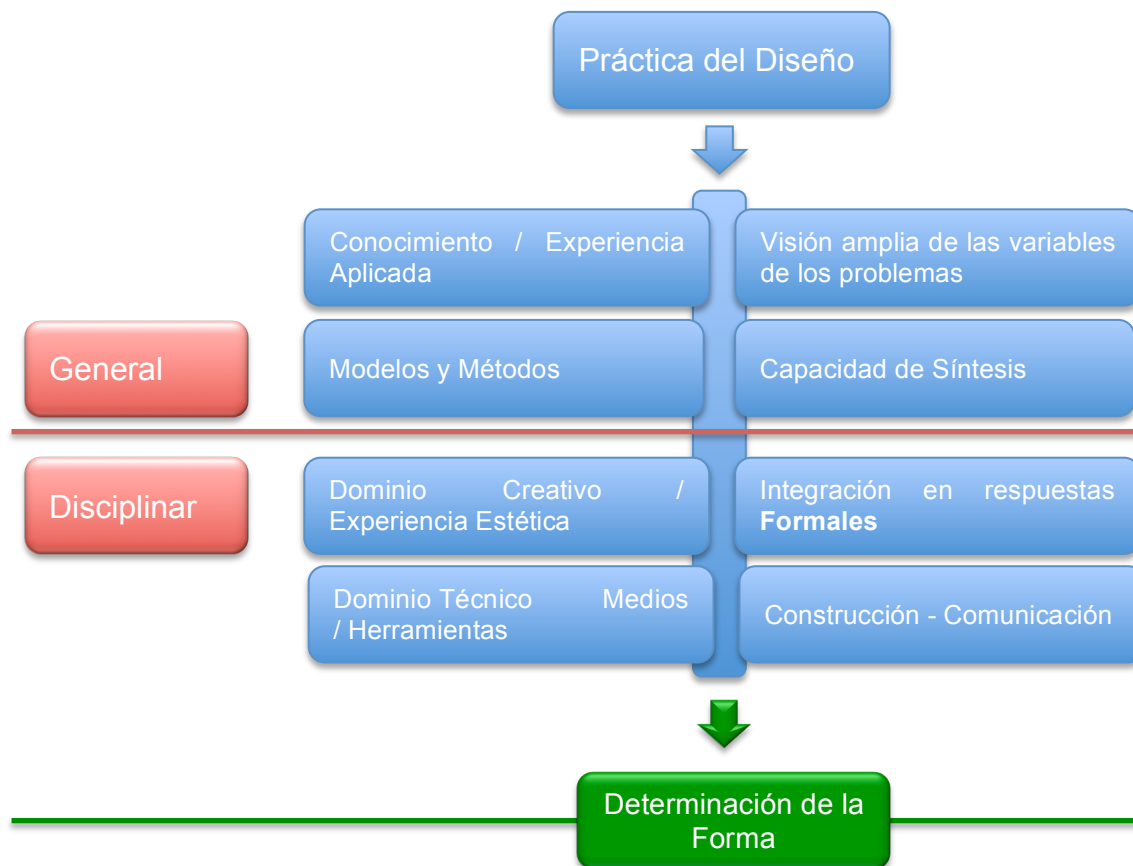 Práctica del Diseño
Conocimiento / Experiencia
Aplicada
Visión amplia de las variables
de los problemas
General
Modelos y Métodos
Capacidad de Síntesis
Disciplinar
Dominio Creativo /
Experiencia Estética
Integración en respuestas
Formales
Dominio Técnico Medios
/ Herramientas
Construcción - Comunicación
Determinación de la
Forma